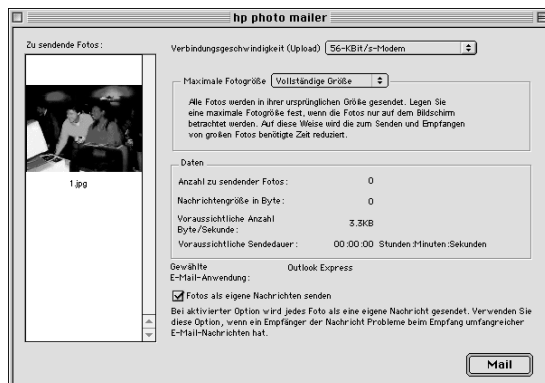 hp photo mailer
Zu sendende Fotos:
1.jpg
Verbindungsgeschwindigkeit (Upload) 56-KBit/s-Modem
Maximale Fotogröße Vollständige Größe
Alle Fotos werden in ihrer ursprünglichen Größe gesendet. Legen Sie
eine maximale Fotogröße fest, wenn die Fotos nur auf dem Bildschirm
betrachtet werden. Auf diese Weise wird die zum Senden und Empfangen
von großen Fotos benötigte Zeit reduziert.
Daten
Anzahl zu sendender Fotos: 0
Nachrichtengröße in Byte: 0
Voraussichtliche Anzahl
Byte/Sekunde: 3.3KB
Voraussichtliche Sendedauer: 00:00:00 Stunden:Minuten:Sekunden
Gewählte
E-Mail-Anwendung: Outlook Express
Fotos als eigene Nachrichten senden
Bei aktivierter Option wird jedes Foto als eine eigene Nachricht gesendet. Verwenden Sie
diese Option, wenn ein Empfänger der Nachricht Probleme beim Empfang umfangreicher
E-Mail-Nachrichten hat.
Mail